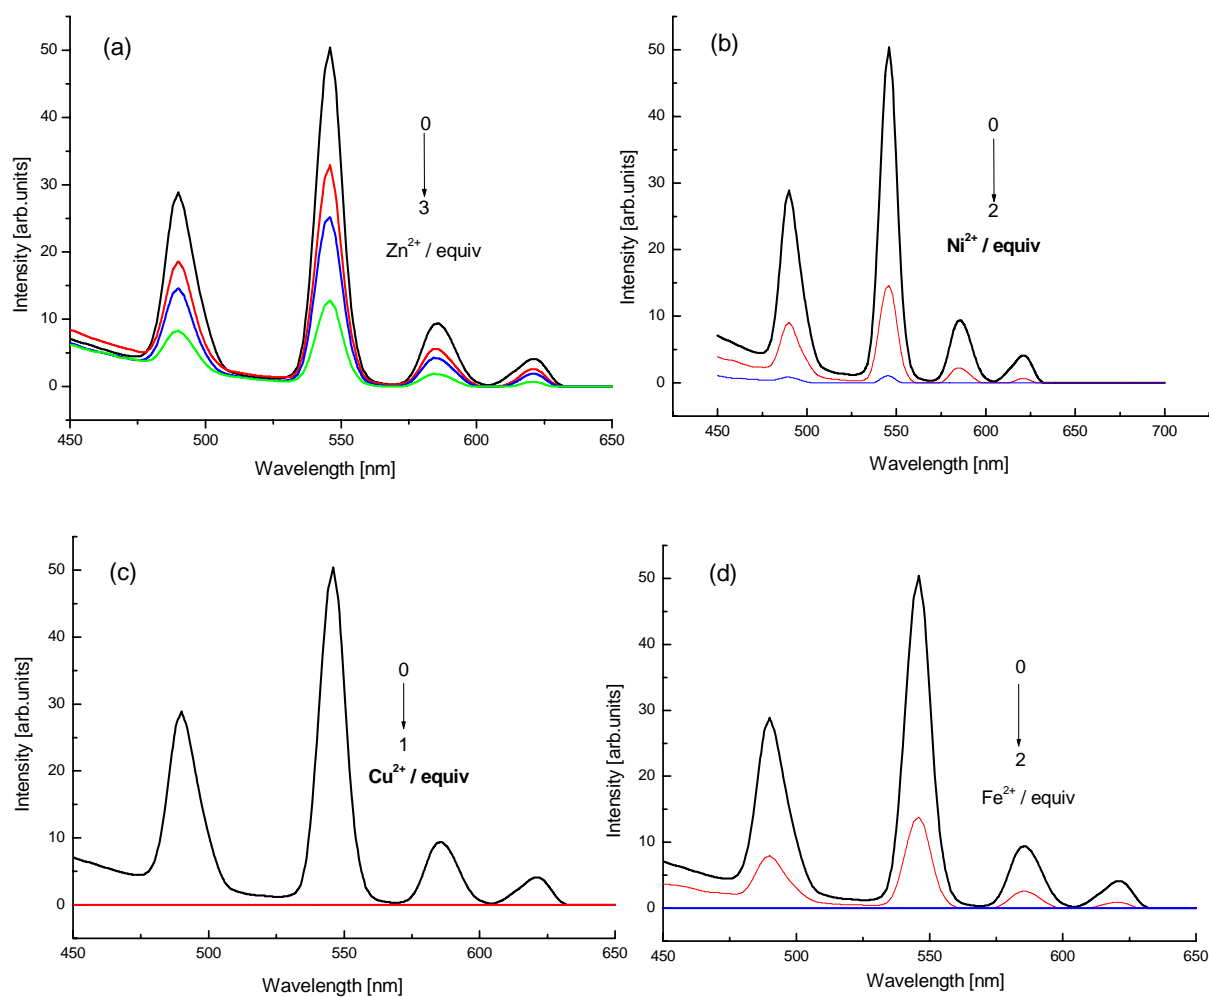 (a)
50
40
30
20
10
0
Intensity [arb.units]
0
3
Zn²⁺ / equiv
450 500 550 600 650
Wavelength [nm]
(b)
50
40
30
20
10
0
Intensity [arb.units]
0
2
Ni²⁺ / equiv
450 500 550 600 650 700
Wavelength [nm]
(c)
50
40
30
20
10
0
Intensity [arb.units]
0
1
Cu²⁺ / equiv
450 500 550 600 650
Wavelength [nm]
(d)
50
40
30
20
10
0
Intensity [arb.units]
0
2
Fe²⁺ / equiv
450 500 550 600 650
Wavelength [nm]